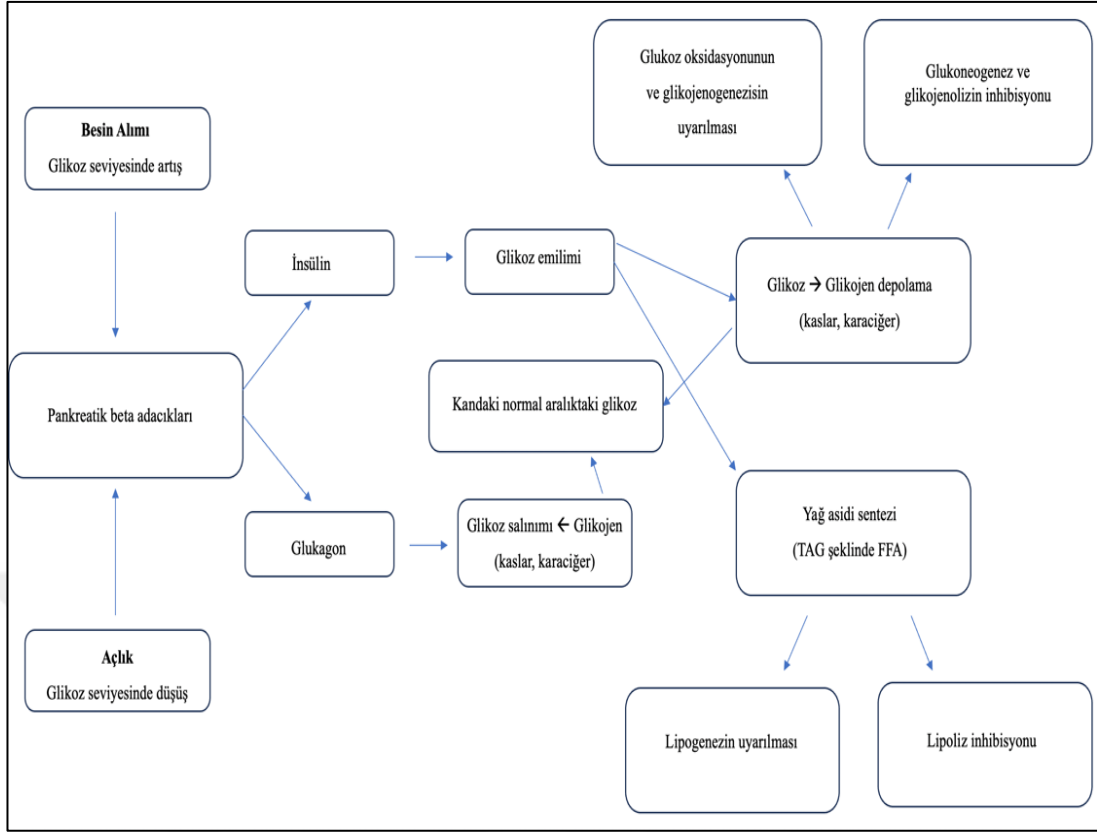 Besin Alımı
Glikoz seviyesinde artış
Pankreatik beta adacıkları
Açlık
Glikoz seviyesinde düşüş
İnsülin
Glukagon
Glikoz emilimi
Kandaki normal aralıktaki glikoz
Glikoz salınımı ← Glikojen
(kaslar, karaciğer)
Glukoz oksidasyonunun
ve glikojenogenezisin
uyarılması
Glukoneogenez ve
glikojenolizin inhibisyonu
Glikoz → Glikojen depolama
(kaslar, karaciğer)
Yağ asidi sentezi
(TAG şeklinde FFA)
Lipogenezin uyarılması
Lipoliz inhibisyonu